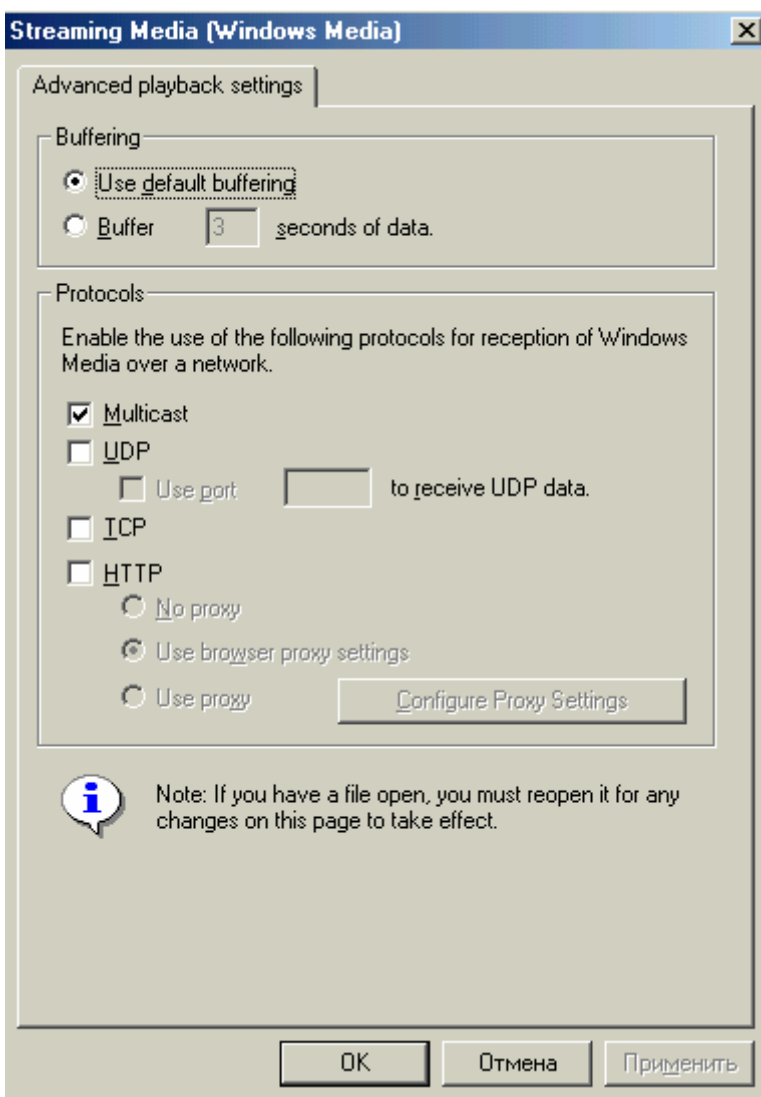 Streaming Media (Windows Media)
Advanced playback settings
Buffering
Use default buffering
Buffer 3 seconds of data.
Protocols
Enable the use of the following protocols for reception of Windows
Media over a network.
Multicast
UDP
Use port to receive UDP data.
TCP
HTTP
No proxy
Use browser proxy settings
Use proxy Configure Proxy Settings
Note: If you have a file open, you must reopen it for any
changes on this page to take effect.
OK Отмена Применить